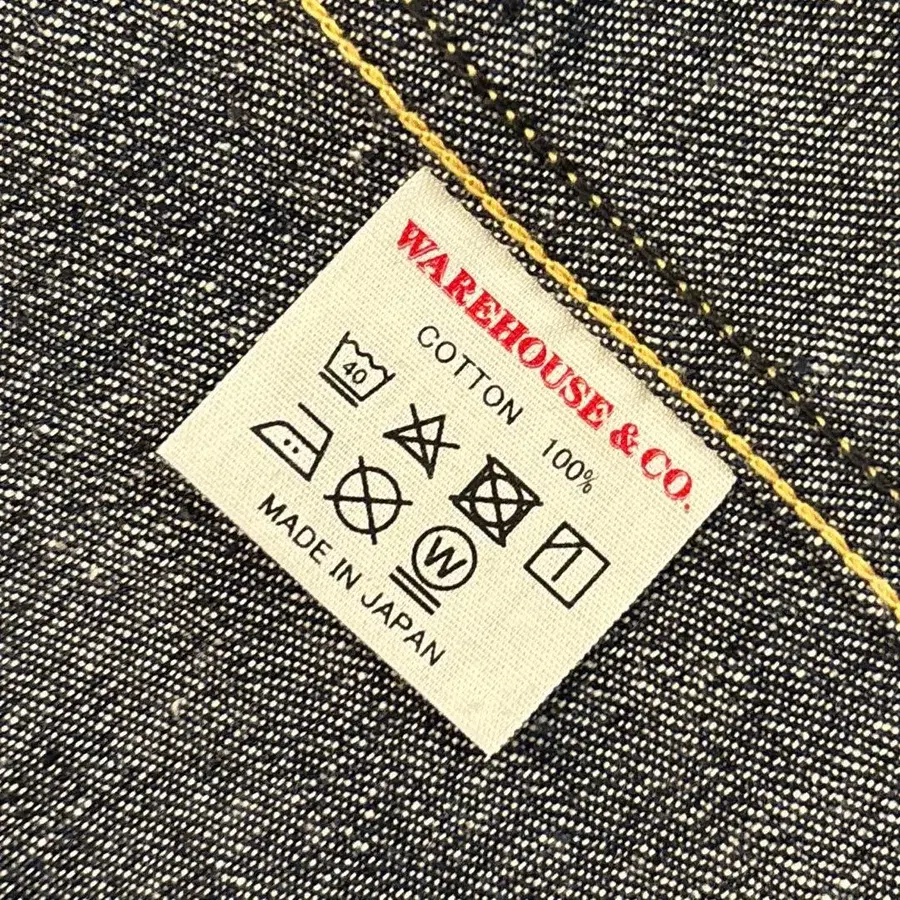 WAREHOUSE & CO.
COTTON 100%
40
W
MADE IN JAPAN